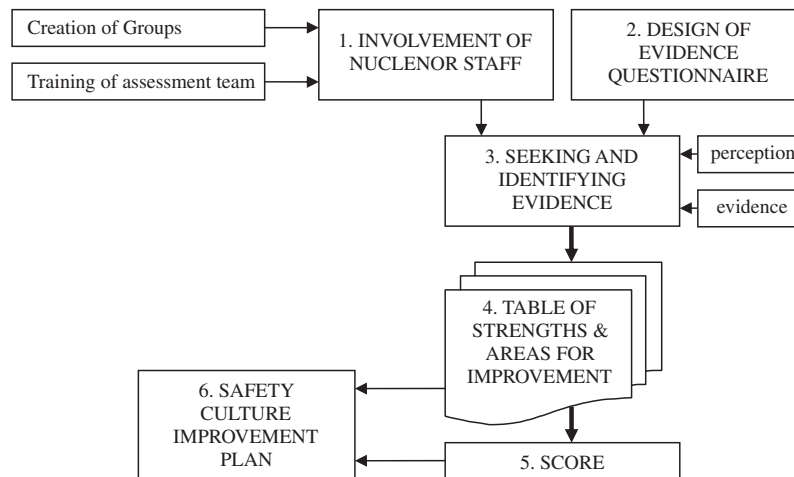 Creation of Groups
Training of assessment team
1. INVOLVEMENT OF
NUCLENOR STAFF
2. DESIGN OF
EVIDENCE
QUESTIONNAIRE
3. SEEKING AND
IDENTIFYING
EVIDENCE
perception
evidence
4. TABLE OF
STRENGTHS &
AREAS FOR
IMPROVEMENT
6. SAFETY
CULTURE
IMPROVEMENT
PLAN
5. SCORE